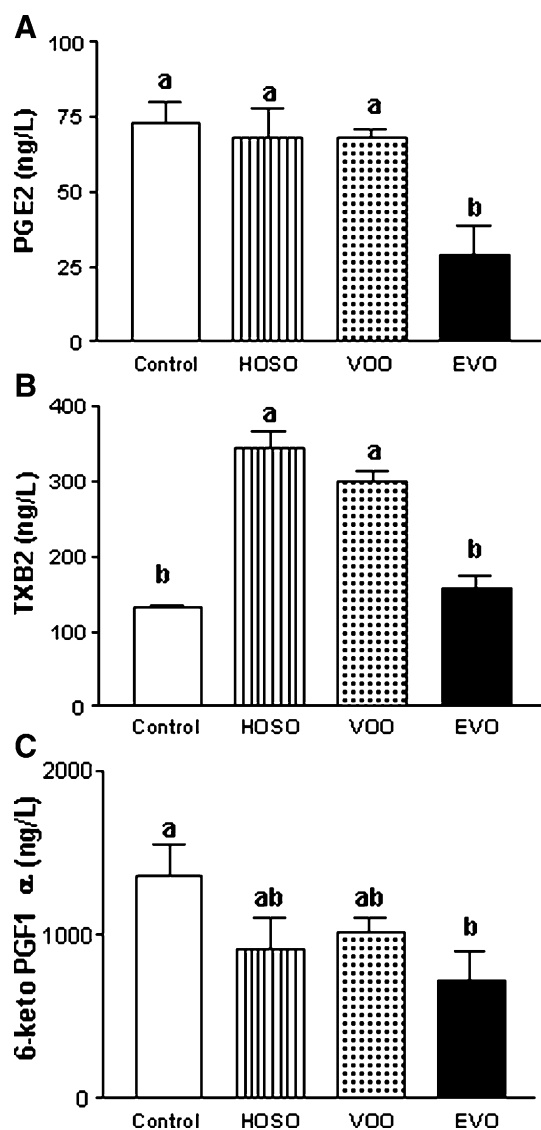 A
PGE2 (ng/L)
100
75
50
25
0
a
a
a
b
Control HOSO VOO EVO
B
TXB2 (ng/L)
400
300
200
100
0
b
a
a
b
Control HOSO VOO EVO
C
6-keto PGF1 α (ng/L)
2000
1000
0
a
ab
ab
b
Control HOSO VOO EVO